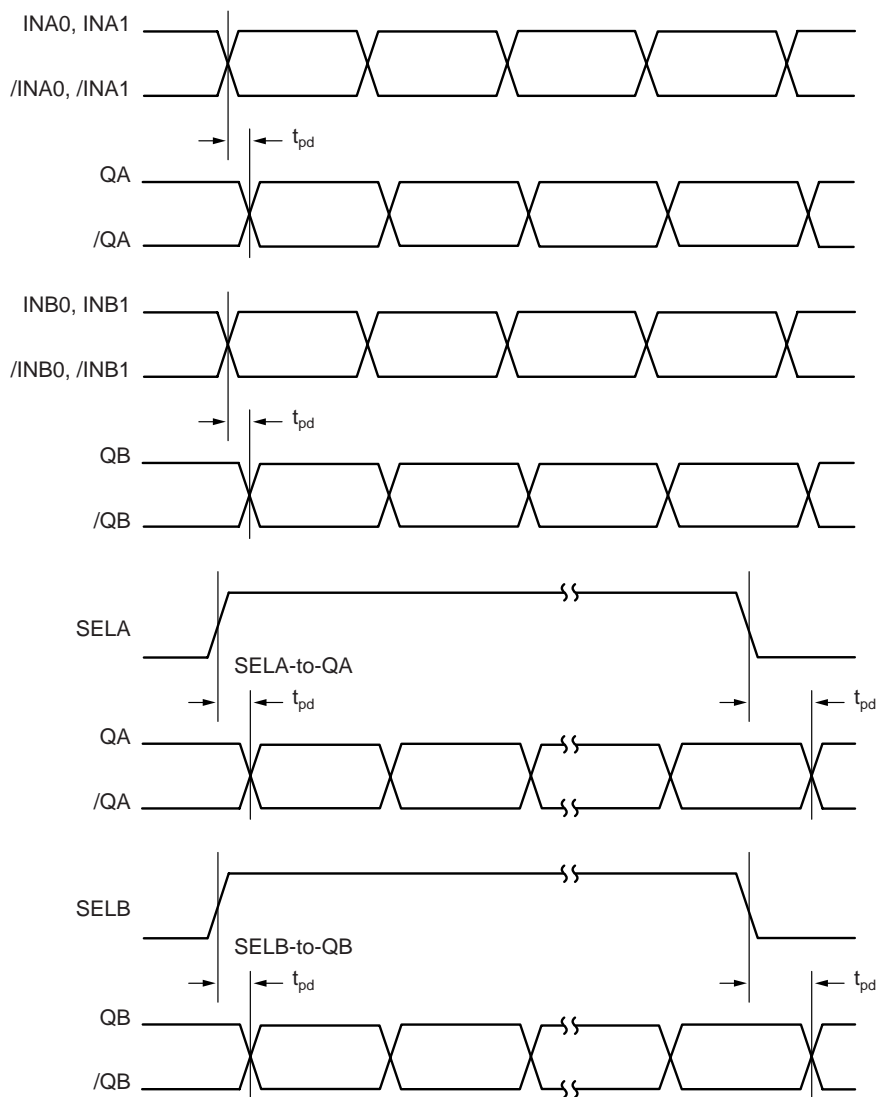 INA0, INA1
/INA0, /INA1
tpd
QA
/QA
INB0, INB1
/INB0, /INB1
tpd
QB
/QB
SELA
SELA-to-QA
tpd
tpd
QA
/QA
SELB
SELB-to-QB
tpd
tpd
QB
/QB